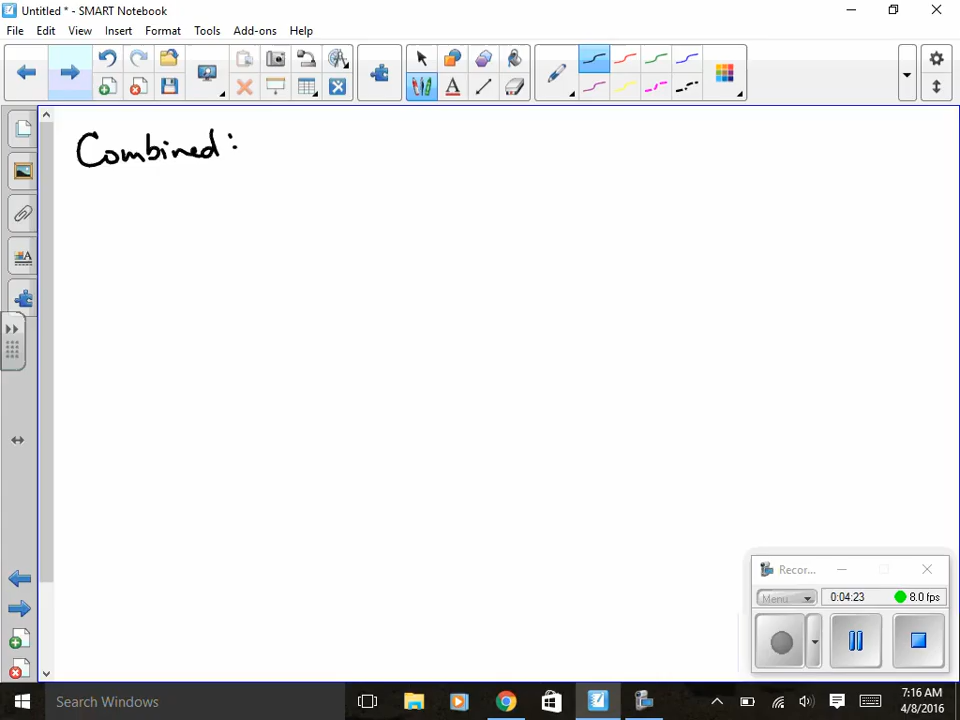 Untitled * - SMART Notebook
File Edit View Insert Format Tools Add-ons Help
Combined:
Recor...
Menu 0:04:23 8.0 fps
Search Windows
7:16 AM
4/8/2016